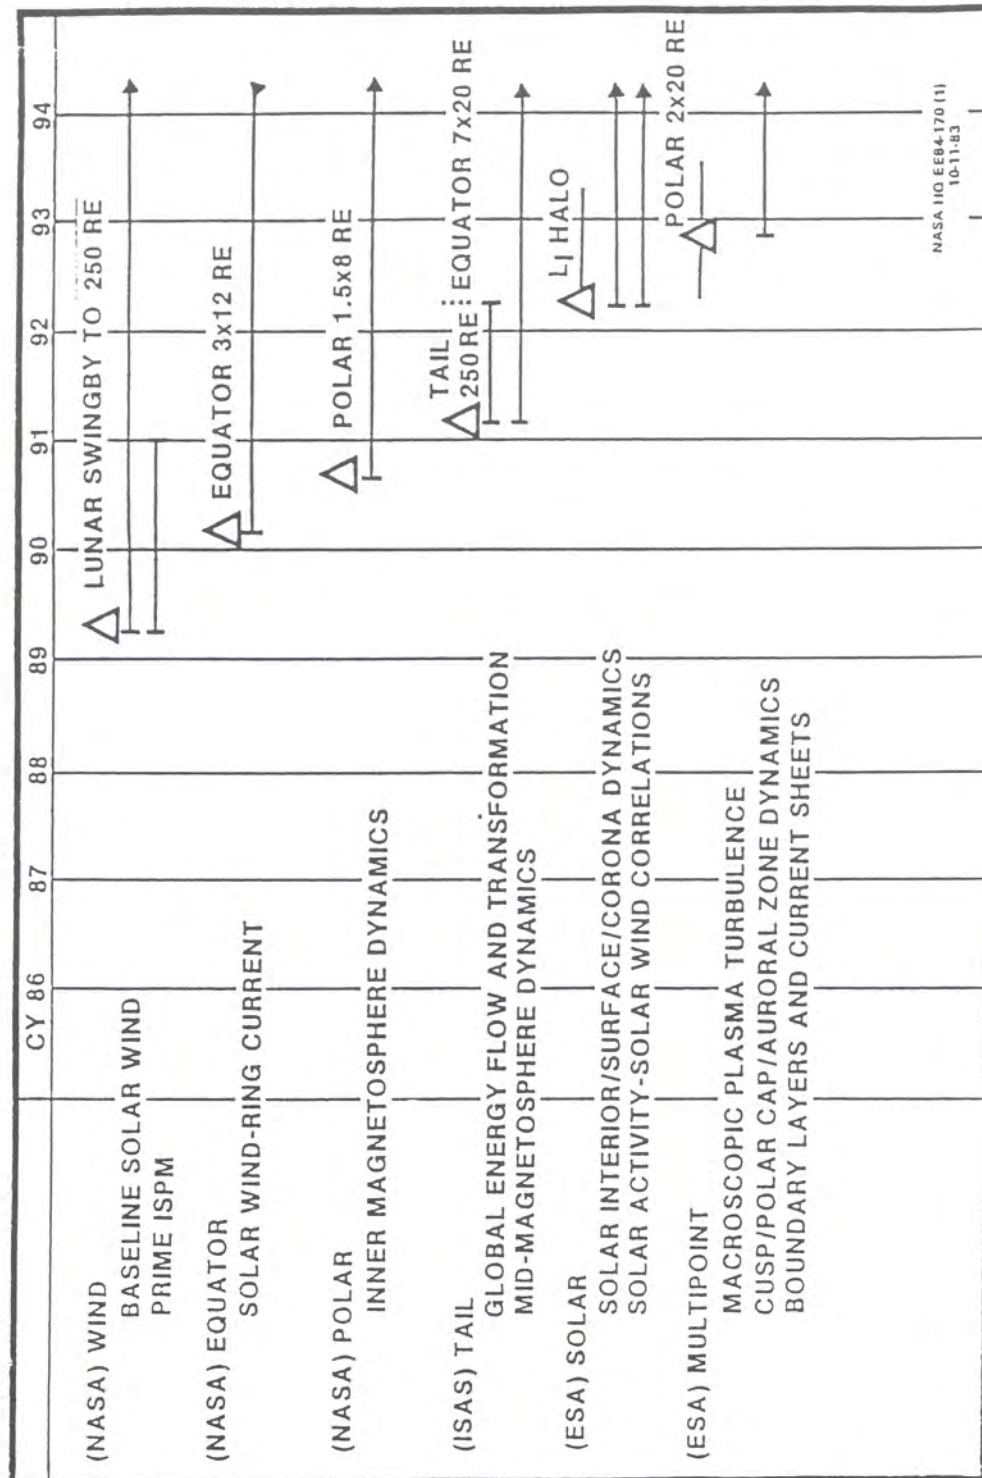 CY 86 87 88 89 90 91 92 93 94
(NASA) WIND
LUNAR SWINGBY TO 250 RE
BASELINE SOLAR WIND
PRIME ISPM
(NASA) EQUATOR
EQUATOR 3x12 RE
SOLAR WIND-RING CURRENT
(NASA) POLAR
POLAR 1.5x8 RE
INNER MAGNETOSPHERE DYNAMICS
(ISAS) TAIL
TAIL
250 RE EQUATOR 7x20 RE
GLOBAL ENERGY FLOW AND TRANSFORMATION
MID-MAGNETOSPHERE DYNAMICS
(ESA) SOLAR
L1 HALO
SOLAR INTERIOR/SURFACE/CORONA DYNAMICS
SOLAR ACTIVITY-SOLAR WIND CORRELATIONS
(ESA) MULTIPOINT
POLAR 2x20 RE
MACROSCOPIC PLASMA TURBULENCE
CUSP/POLAR CAP/AURORAL ZONE DYNAMICS
BOUNDARY LAYERS AND CURRENT SHEETS
NASA HQ EE84-170 (1)
10-11-83